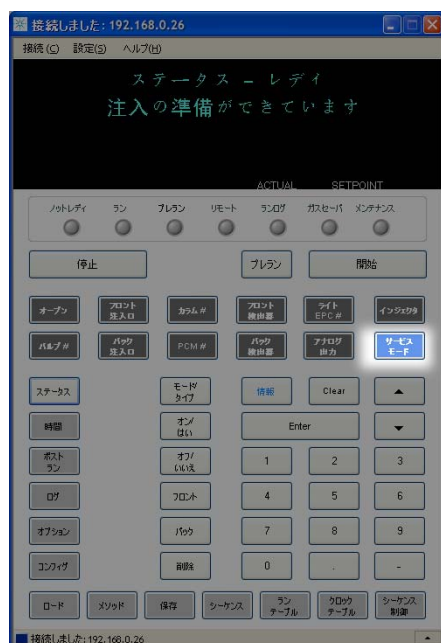 接続しました: 192.168.0.26
接続(C) 設定(S) ヘルプ(H)
ステータス - レディ
注入の準備ができています
ACTUAL SETPOINT
ノットレディ ラン プレラン リモート ランログ ガスセーバ メンテナンス
停止 プレラン 開始
オーブン フロント注入口 カラム# フロント検出器 ライトEPC# インジェクタ
バルブ# バック注入口 PCM# バック検出器 アナログ出力 サービスモード
ステータス モード/タイプ 情報 Clear ▲
時間 オン/はい Enter ▼
ポストラン オフ/いいえ 1 2 3
ログ フロント 4 5 6
オプション バック 7 8 9
コンフィグ 削除 0 . -
ロード メソッド 保存 シーケンス ランテーブル クロックテーブル シーケンス制御
接続しました: 192.168.0.26